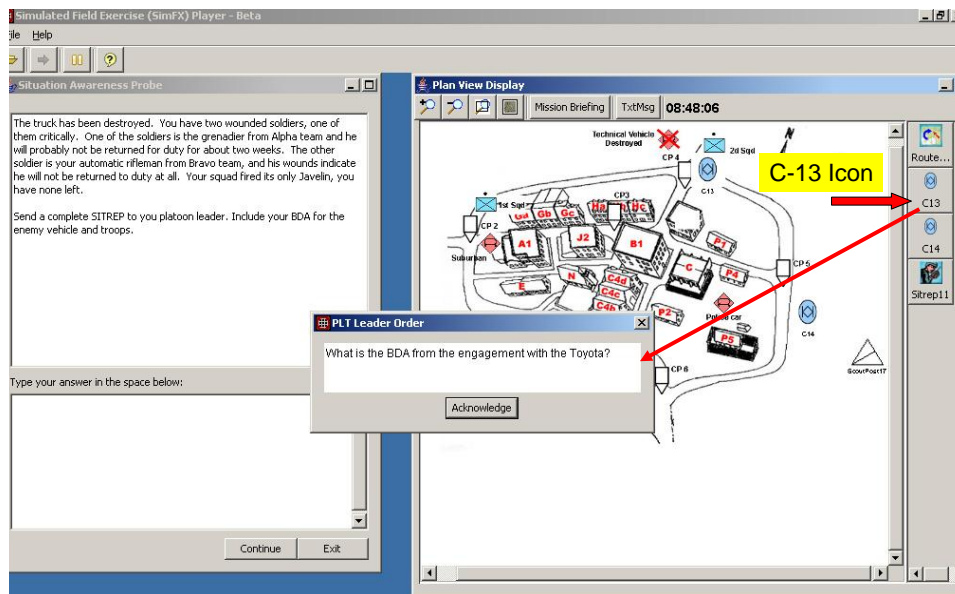 Simulated Field Exercise (SimFX) Player - Beta
File Help
Situation Awareness Probe
The truck has been destroyed. You have two wounded soldiers, one of
them critically. One of the soldiers is the grenadier from Alpha team and he
will probably not be returned for duty for about two weeks. The other
soldier is your automatic rifleman from Bravo team, and his wounds indicate
he will not be returned to duty at all. Your squad fired its only Javelin, you
have none left.
Send a complete SITREP to you platoon leader. Include your BDA for the
enemy vehicle and troops.
Type your answer in the space below:
Continue Exit
Plan View Display
Mission Briefing TxtMsg 08:48:06
Technical Vehicle
Destroyed
N
2d Sqd
CP 4
C13
1st Sqd
CP3
Ga Gb Gc Ha Hc
CP 2
A1 J2 B1 P1
Suburban
CP 5
C P4
E N C4d
C4c
C4b
P2
Police car
C14
P5
ScoutPost17
CP 6
C-13 Icon
Route...
C13
C14
Sitrep11
PLT Leader Order
What is the BDA from the engagement with the Toyota?
Acknowledge